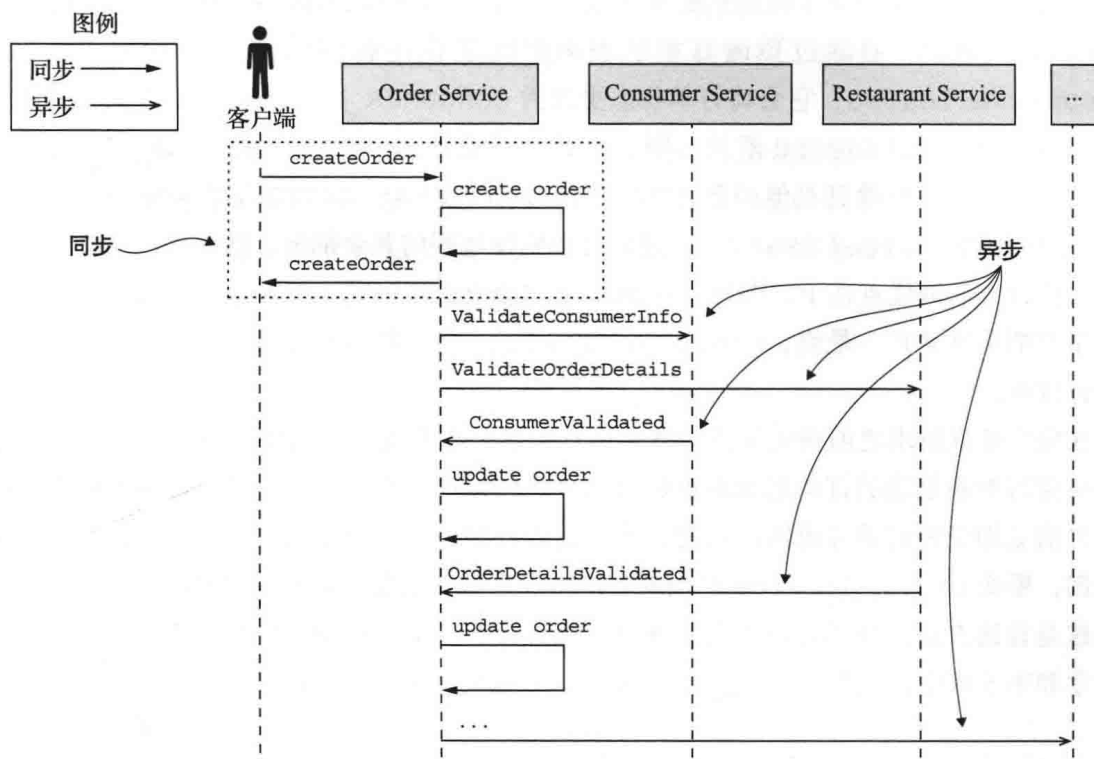 图例
同步
异步
客户端
Order Service
Consumer Service
Restaurant Service
...
createOrder
create order
同步
createOrder
异步
ValidateConsumerInfo
ValidateOrderDetails
ConsumerValidated
update order
OrderDetailsValidated
update order
...